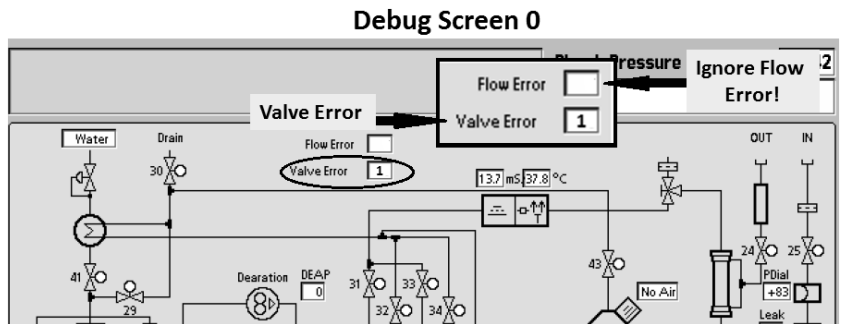 Debug Screen 0
Pressure
2
Flow Error
Valve Error 1
Ignore Flow
Error!
Valve Error
Water
Drain
Flow Error
Valve Error 1
OUT IN
30
13.7 mS 37.8 °C
41
29
Dearation DEAP
0
31 33
32 34
43
No Air
24 25
PDial
+83
Leak